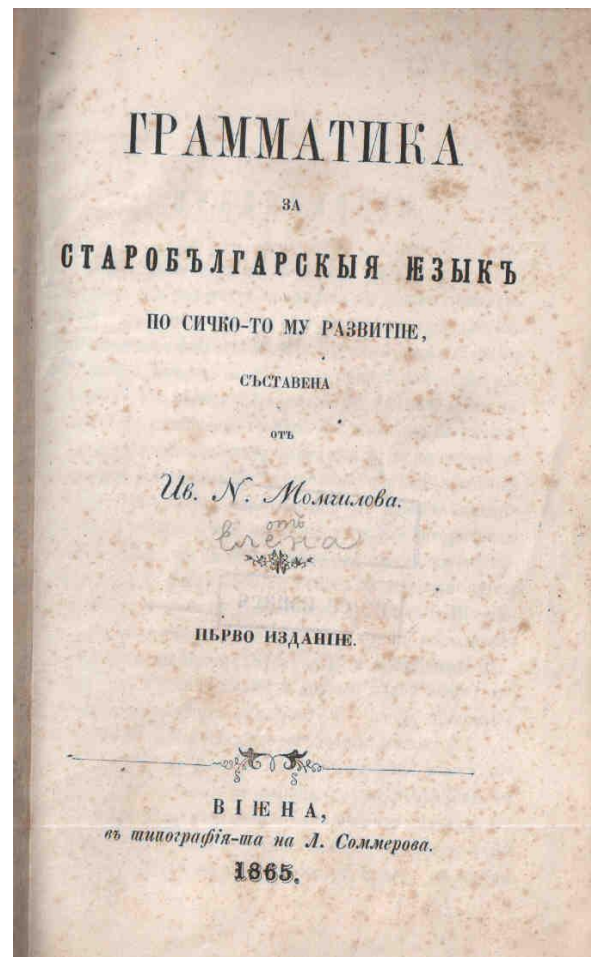 ГРАММАТИКА
ЗА
СТАРОБЪЛГАРСКЫЯ ѤЗЫКЪ
ПО СИЧКО-ТО МУ РАЗВИТІѤ,
СЪСТАВЕНА
ОТЪ
Ив. N. Момчилова.
отъ
Елена
ПЬРВО ИЗДАНІѤ.
ВІѤНА,
въ типографія-та на Л. Соммерова.
1865.